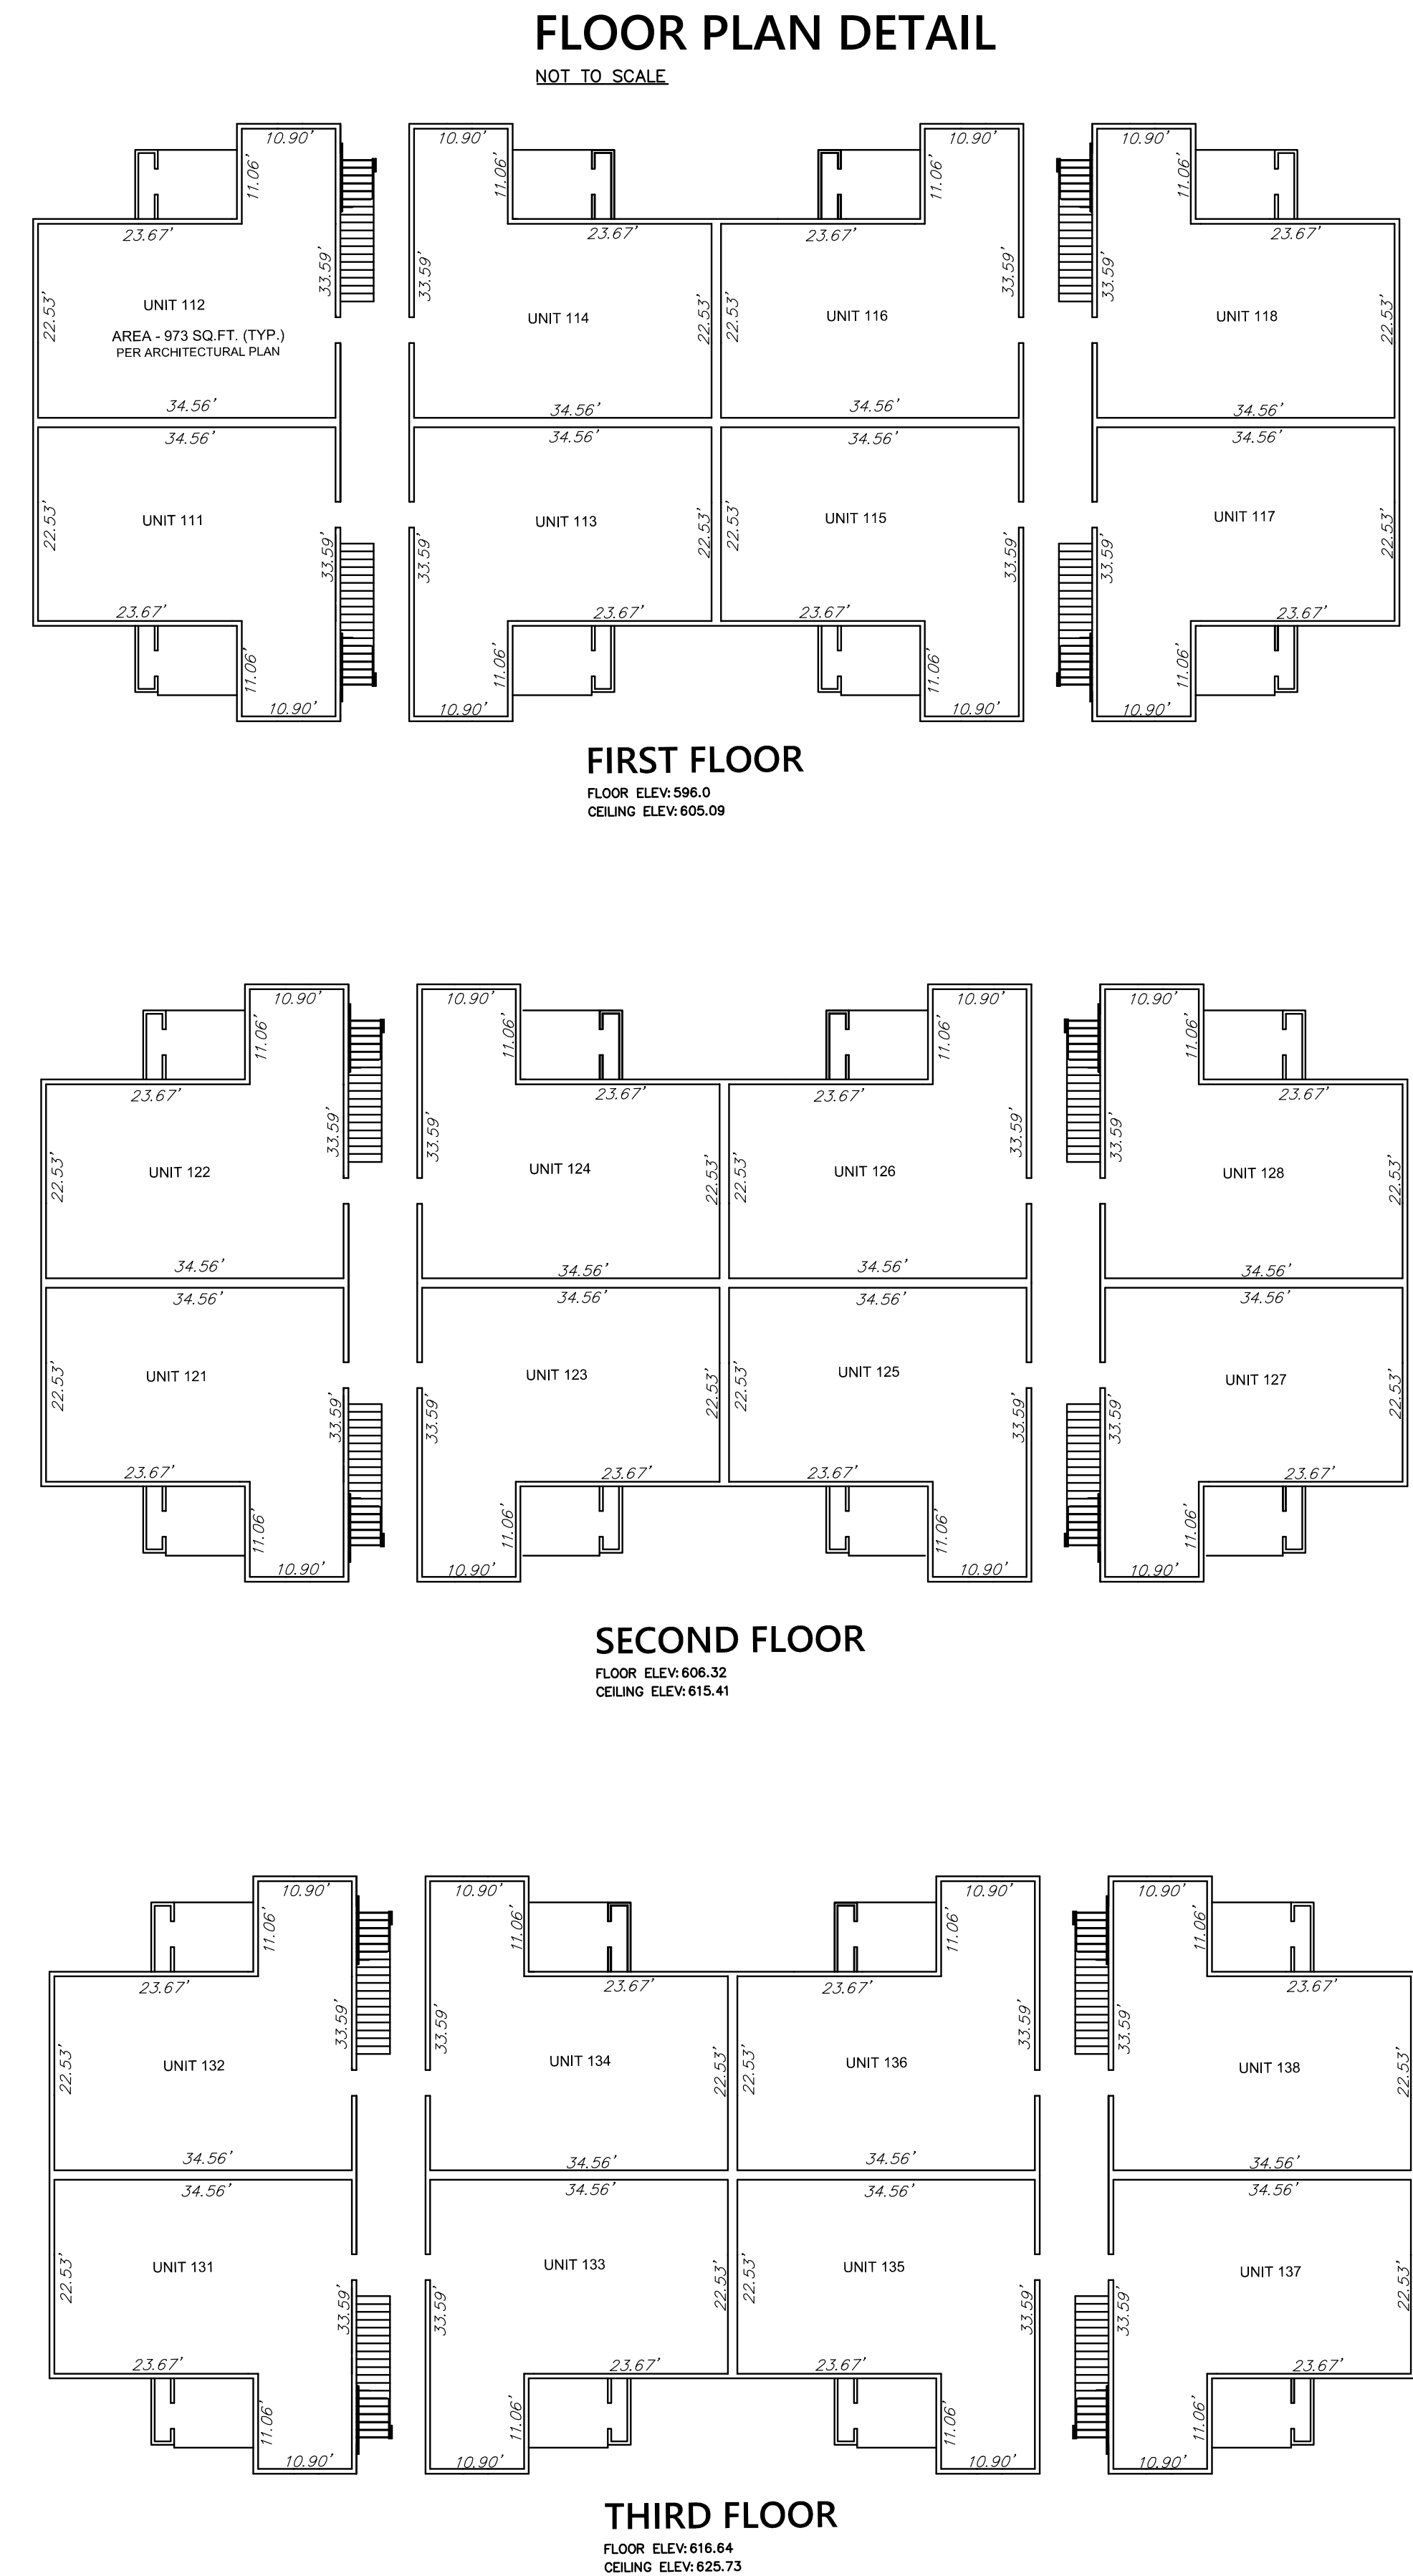 FLOOR PLAN DETAIL
NOT TO SCALE
10.90' 10.90' 10.90' 10.90'
11.06' 11.06' 11.06' 11.06'
23.67' 23.67' 23.67' 23.67'
33.59' 33.59' 33.59' 33.59'
22.53' 22.53' 22.53' 22.53'
UNIT 112 UNIT 114 UNIT 116 UNIT 118
AREA - 973 SQ.FT. (TYP.)
PER ARCHITECTURAL PLAN
34.56' 34.56' 34.56' 34.56'
34.56' 34.56' 34.56' 34.56'
22.53' 22.53' 22.53' 22.53'
UNIT 111 UNIT 113 UNIT 115 UNIT 117
33.59' 33.59' 33.59' 33.59'
23.67' 23.67' 23.67' 23.67'
11.06' 11.06' 11.06' 11.06'
10.90' 10.90' 10.90' 10.90'
FIRST FLOOR
FLOOR ELEV: 596.0
CEILING ELEV: 605.09
10.90' 10.90' 10.90' 10.90'
11.06' 11.06' 11.06' 11.06'
23.67' 23.67' 23.67' 23.67'
33.59' 33.59' 33.59' 33.59'
22.53' 22.53' 22.53' 22.53'
UNIT 122 UNIT 124 UNIT 126 UNIT 128
34.56' 34.56' 34.56' 34.56'
34.56' 34.56' 34.56' 34.56'
22.53' 22.53' 22.53' 22.53'
UNIT 121 UNIT 123 UNIT 125 UNIT 127
33.59' 33.59' 33.59' 33.59'
23.67' 23.67' 23.67' 23.67'
11.06' 11.06' 11.06' 11.06'
10.90' 10.90' 10.90' 10.90'
SECOND FLOOR
FLOOR ELEV: 606.32
CEILING ELEV: 615.41
10.90' 10.90' 10.90' 10.90'
11.06' 11.06' 11.06' 11.06'
23.67' 23.67' 23.67' 23.67'
33.59' 33.59' 33.59' 33.59'
22.53' 22.53' 22.53' 22.53'
UNIT 132 UNIT 134 UNIT 136 UNIT 138
34.56' 34.56' 34.56' 34.56'
34.56' 34.56' 34.56' 34.56'
22.53' 22.53' 22.53' 22.53'
UNIT 131 UNIT 133 UNIT 135 UNIT 137
33.59' 33.59' 33.59' 33.59'
23.67' 23.67' 23.67' 23.67'
11.06' 11.06' 11.06' 11.06'
10.90' 10.90' 10.90' 10.90'
THIRD FLOOR
FLOOR ELEV: 616.64
CEILING ELEV: 625.73